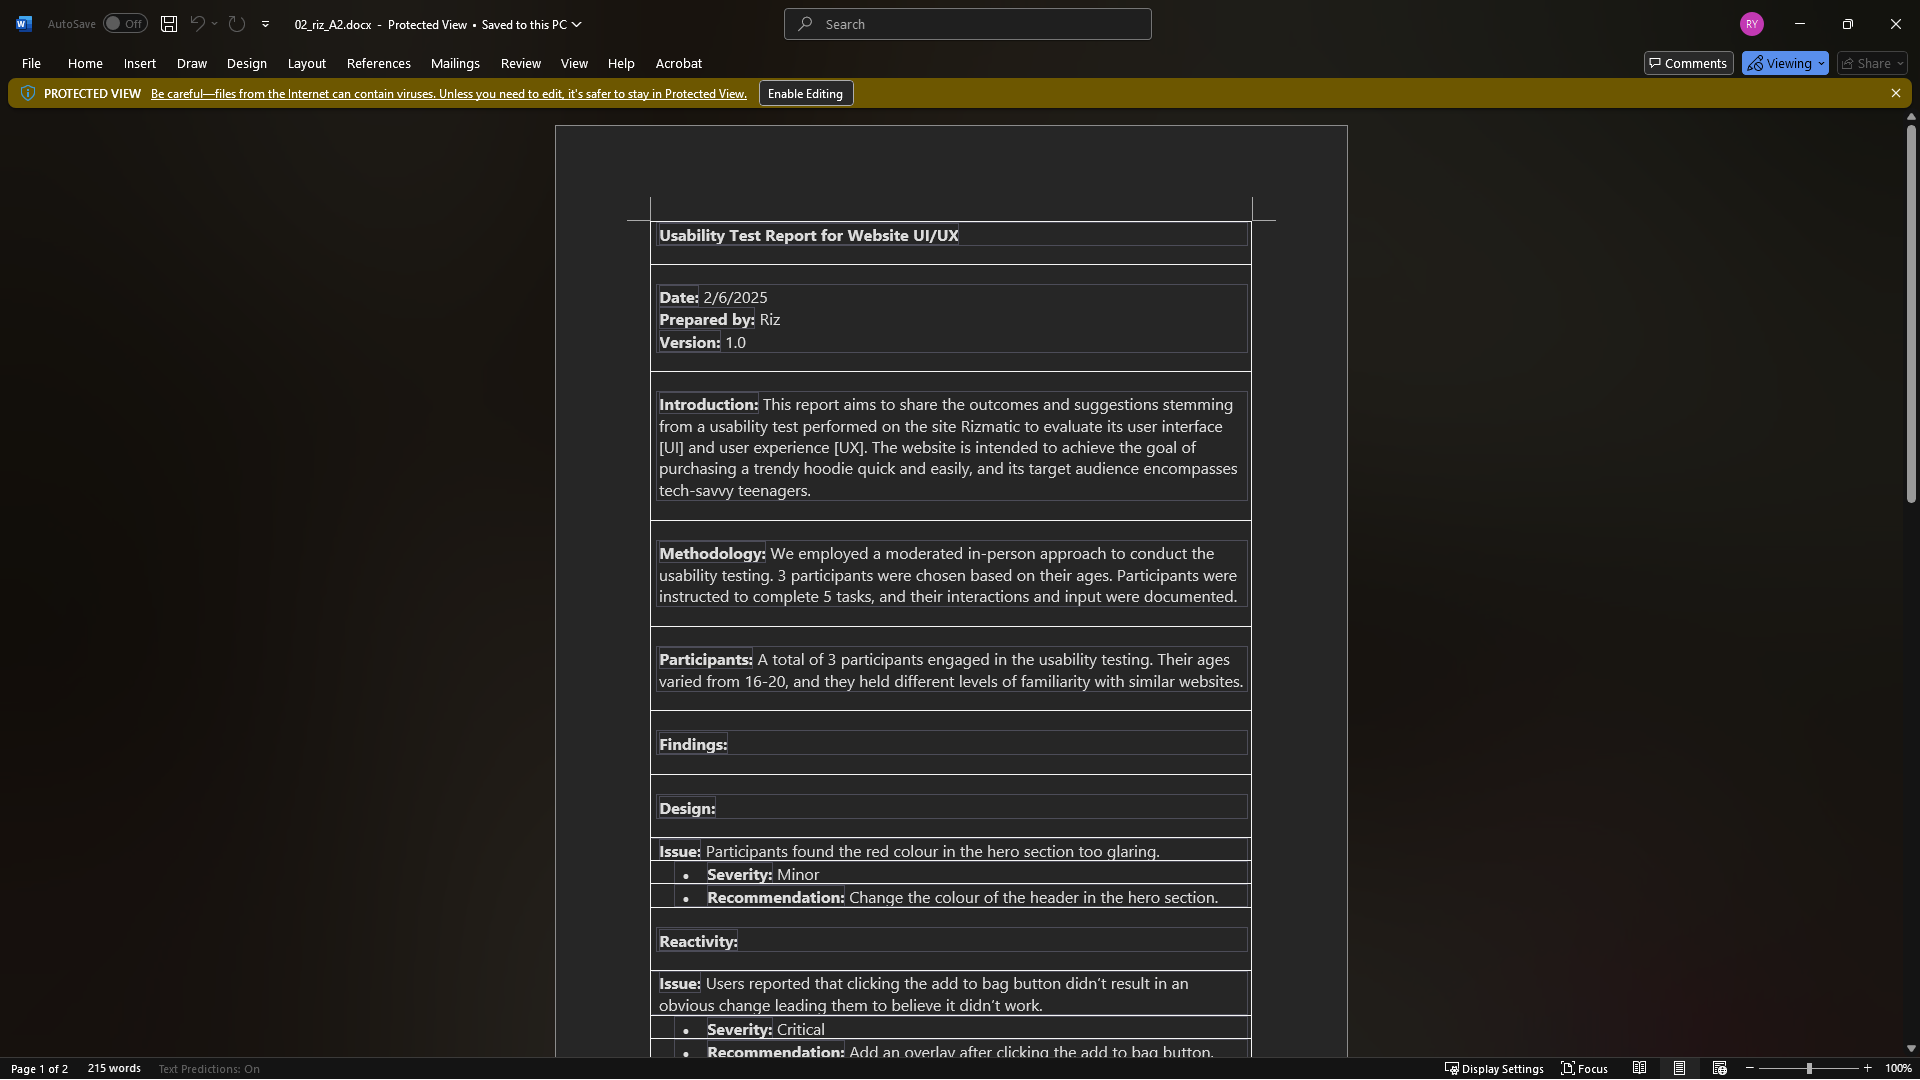 AutoSave Off 02_riz_A2.docx - Protected View • Saved to this PC Search RY
File Home Insert Draw Design Layout References Mailings Review View Help Acrobat Comments Viewing Share
PROTECTED VIEW Be careful—files from the Internet can contain viruses. Unless you need to edit, it's safer to stay in Protected View. Enable Editing
Usability Test Report for Website UI/UX
Date: 2/6/2025
Prepared by: Riz
Version: 1.0
Introduction: This report aims to share the outcomes and suggestions stemming
from a usability test performed on the site Rizmatic to evaluate its user interface
[UI] and user experience [UX]. The website is intended to achieve the goal of
purchasing a trendy hoodie quick and easily, and its target audience encompasses
tech-savvy teenagers.
Methodology: We employed a moderated in-person approach to conduct the
usability testing. 3 participants were chosen based on their ages. Participants were
instructed to complete 5 tasks, and their interactions and input were documented.
Participants: A total of 3 participants engaged in the usability testing. Their ages
varied from 16-20, and they held different levels of familiarity with similar websites.
Findings:
Design:
Issue: Participants found the red colour in the hero section too glaring.
• Severity: Minor
• Recommendation: Change the colour of the header in the hero section.
Reactivity:
Issue: Users reported that clicking the add to bag button didn’t result in an
obvious change leading them to believe it didn’t work.
• Severity: Critical
• Recommendation: Add an overlay after clicking the add to bag button.
Page 1 of 2 215 words Text Predictions: On Display Settings Focus 100%